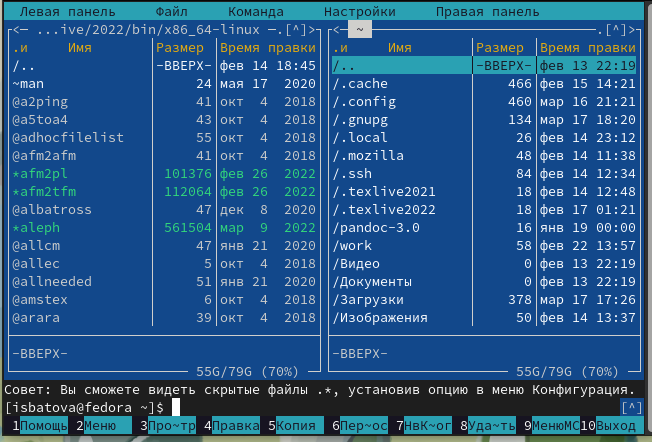 Левая панель Файл Команда Настройки Правая панель
<— ...ive/2022/bin/x86_64-linux —.[^]> <— ~ .[^]>
.и Имя Размер Время правки .и Имя Размер Время правки
/.. -ВВЕРХ- фев 14 18:45 /.. -ВВЕРХ- фев 13 22:19
~man 24 мая 17 2020 /.cache 466 фев 15 14:21
@a2ping 41 окт 4 2018 /.config 460 мар 16 21:21
@a5toa4 43 окт 4 2018 /.gnupg 134 мар 17 18:20
@adhocfilelist 55 окт 4 2018 /.local 26 фев 14 23:12
@afm2afm 41 окт 4 2018 /.mozilla 48 фев 14 11:38
*afm2pl 101376 фев 26 2022 /.ssh 84 фев 14 12:34
*afm2tfm 112064 фев 26 2022 /.texlive2021 18 фев 14 12:48
@albatross 47 дек 8 2020 /.texlive2022 18 фев 17 01:21
*aleph 561504 мар 9 2022 /pandoc-3.0 16 янв 19 00:00
@allcm 47 янв 21 2020 /work 58 фев 22 13:57
@allec 5 окт 4 2018 /Видео 0 фев 13 22:19
@allneeded 51 янв 21 2020 /Документы 0 фев 13 22:19
@amstex 6 окт 4 2018 /Загрузки 378 мар 17 17:26
@arara 39 окт 4 2018 /Изображения 50 фев 14 13:37
-ВВЕРХ- -ВВЕРХ-
55G/79G (70%) 55G/79G (70%)
Совет: Вы сможете видеть скрытые файлы .*, установив опцию в меню Конфигурация.
[isbatova@fedora ~]$ [^]
1Помощь 2Меню 3Про~тр 4Правка 5Копия 6Пер~ос 7НвК~ог 8Уда~ть 9МенюMC 10Выход